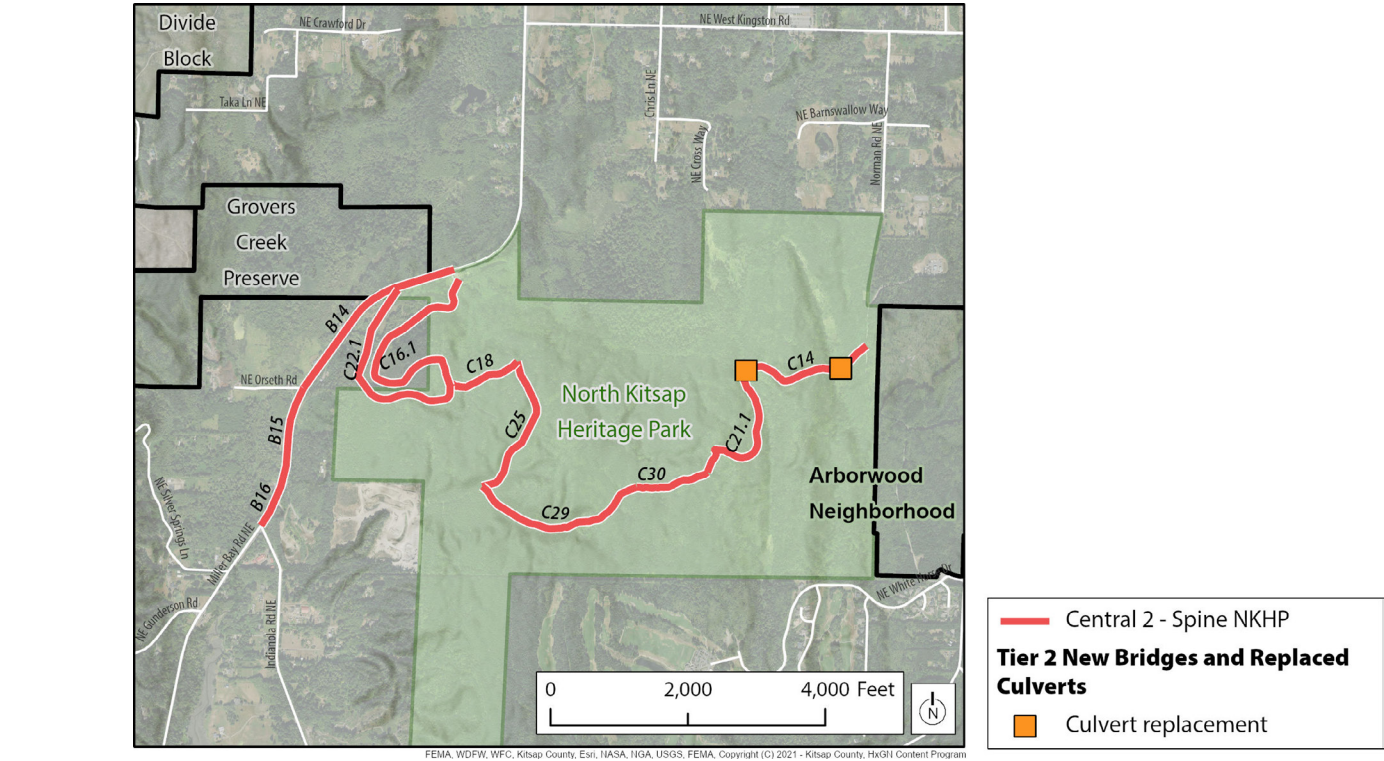 Divide
Block
NE Crawford Dr
NE West Kingston Rd
Taka Ln NE
Chris Ln NE
NE Cross Way
NE Barnswallow Way
Norman Rd NE
Grovers
Creek
Preserve
B14
C22.1
C16.1
C18
NE Orseth Rd
B15
B16
C25
North Kitsap
Heritage Park
C14
C21.1
C30
C29
Arborwood
Neighborhood
NE Silver Springs Ln
Miller Bay Rd NE
NE Gunderson Rd
Indianola Rd NE
NE White Horse Dr
0 2,000 4,000 Feet
N
Central 2 - Spine NKHP
Tier 2 New Bridges and Replaced
Culverts
Culvert replacement
FEMA, WDFW, WFC, Kitsap County, Esri, NASA, NGA, USGS, FEMA, Copyright (C) 2021 - Kitsap County, HxGN Content Program